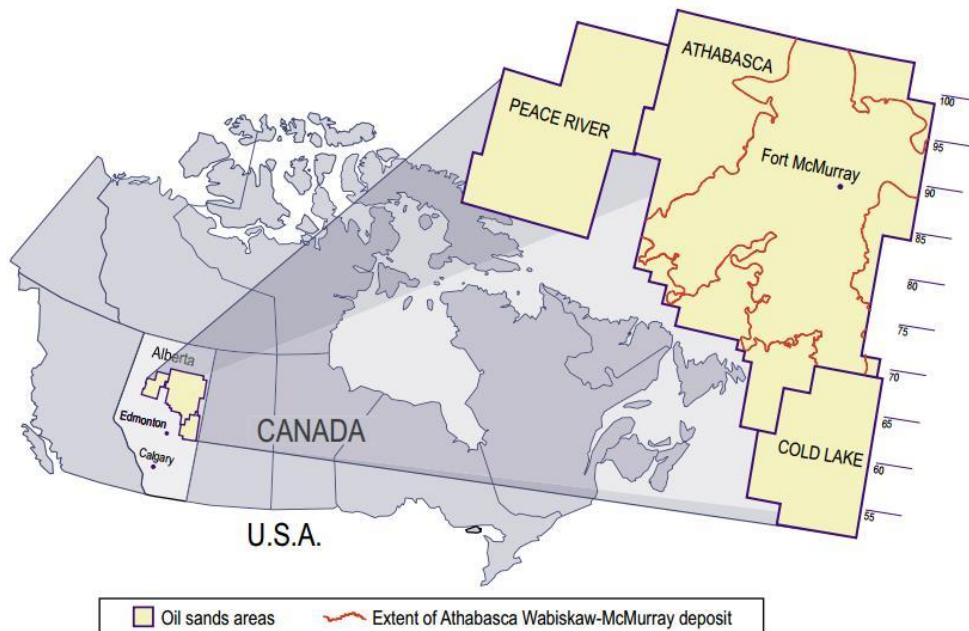 ATHABASCA
PEACE RIVER
Fort McMurray
100
95
90
85
80
75
70
65
60
55
COLD LAKE
Alberta
Edmonton
Calgary
CANADA
U.S.A.
Oil sands areas
Extent of Athabasca Wabiskaw-McMurray deposit